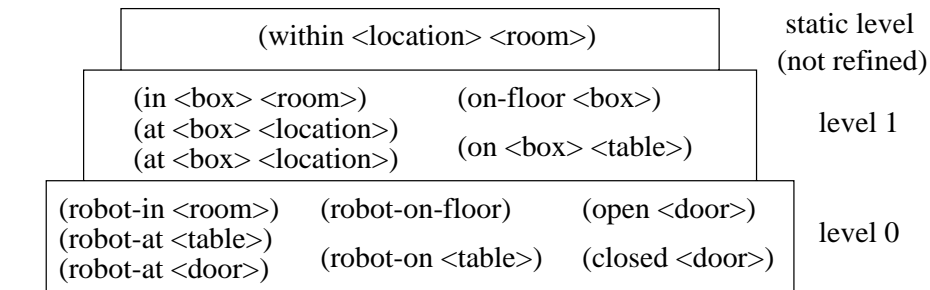 (within <location> <room>)
static level
(not refined)
(in <box> <room>)
(at <box> <location>)
(at <box> <location>)
(on-floor <box>)
(on <box> <table>)
level 1
(robot-in <room>)
(robot-at <table>)
(robot-at <door>)
(robot-on-floor)
(robot-on <table>)
(open <door>)
(closed <door>)
level 0